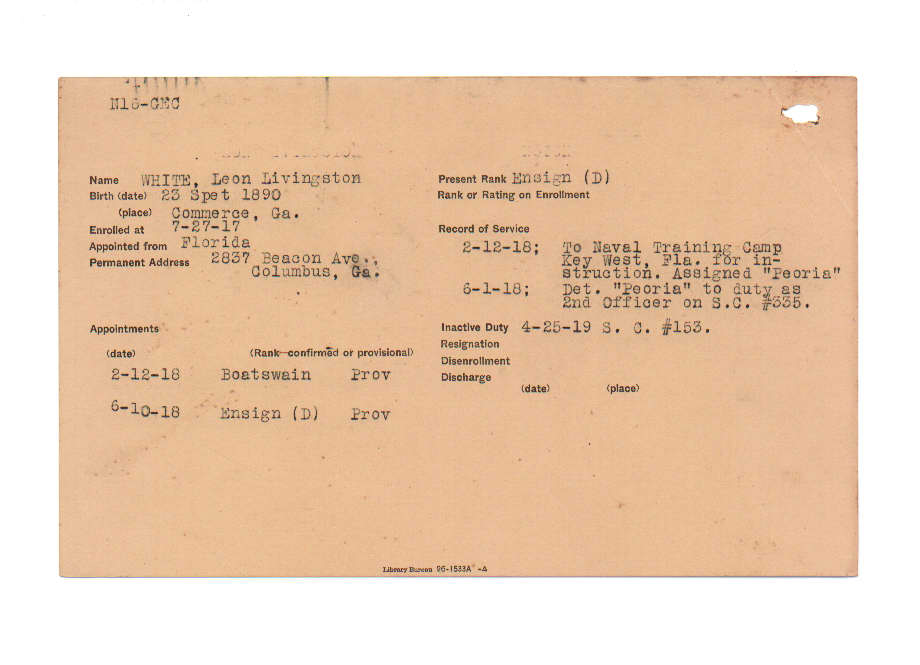 N16-GEC
Name WHITE, Leon Livingston
Birth (date) 23 Spet 1890
(place) Commerce, Ga.
Enrolled at 7-27-17
Appointed from Florida
Permanent Address 2837 Beacon Ave.,
Columbus, Ga.
Appointments
(date) (Rank—confirmed or provisional)
2-12-18 Boatswain Prov
6-10-18 Ensign (D) Prov
Present Rank Ensign (D)
Rank or Rating on Enrollment
Record of Service
2-12-18; To Naval Training Camp
Key West, Fla. for in-
struction. Assigned "Peoria"
6-1-18; Det. "Peoria" to duty as
2nd Officer on S.C. #335.
Inactive Duty 4-25-19 S. C. #153.
Resignation
Disenrollment
Discharge
(date) (place)
Library Bureau 96-1533A -A